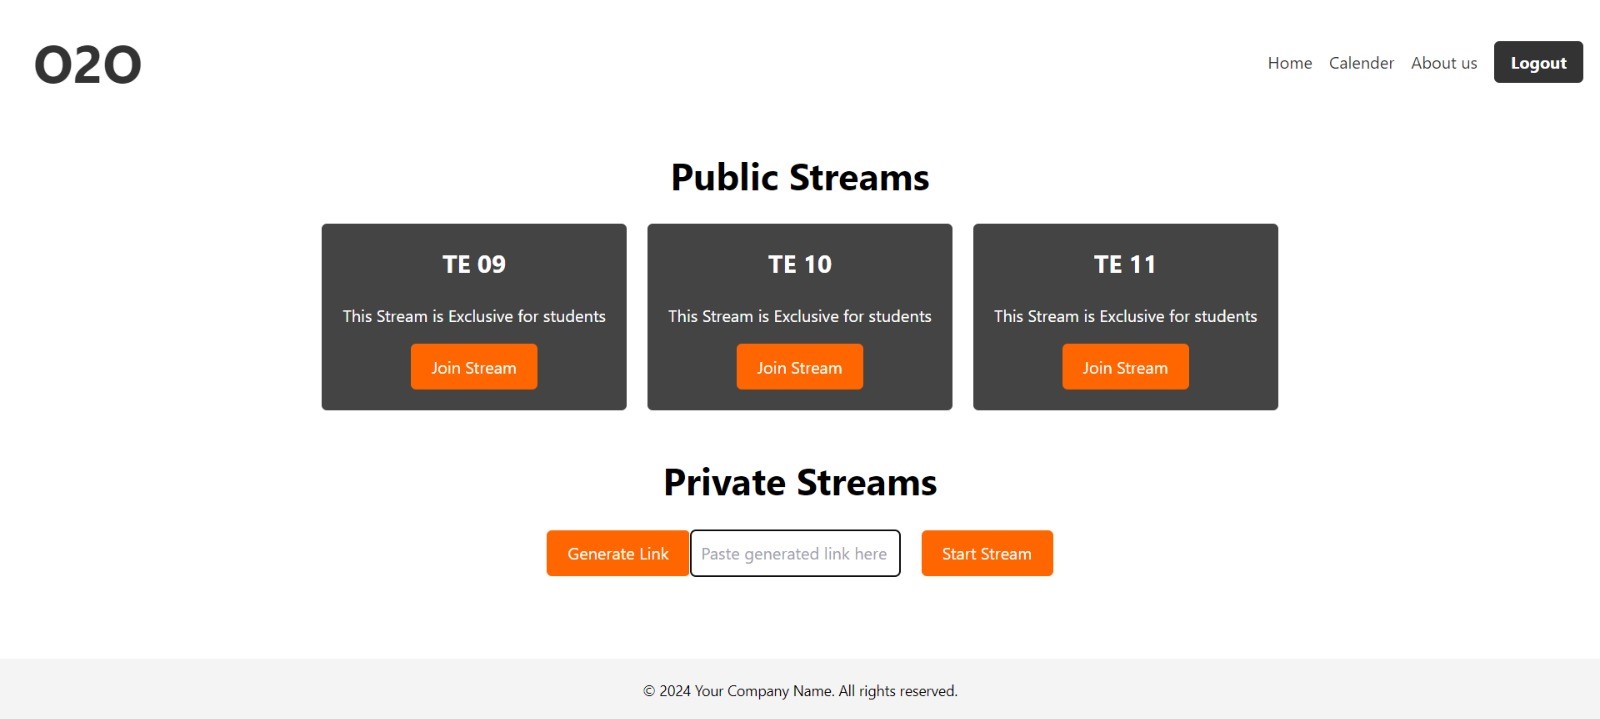 O2O
Home Calender About us Logout
Public Streams
TE 09
This Stream is Exclusive for students
Join Stream
TE 10
This Stream is Exclusive for students
Join Stream
TE 11
This Stream is Exclusive for students
Join Stream
Private Streams
Generate Link Paste generated link here Start Stream
© 2024 Your Company Name. All rights reserved.